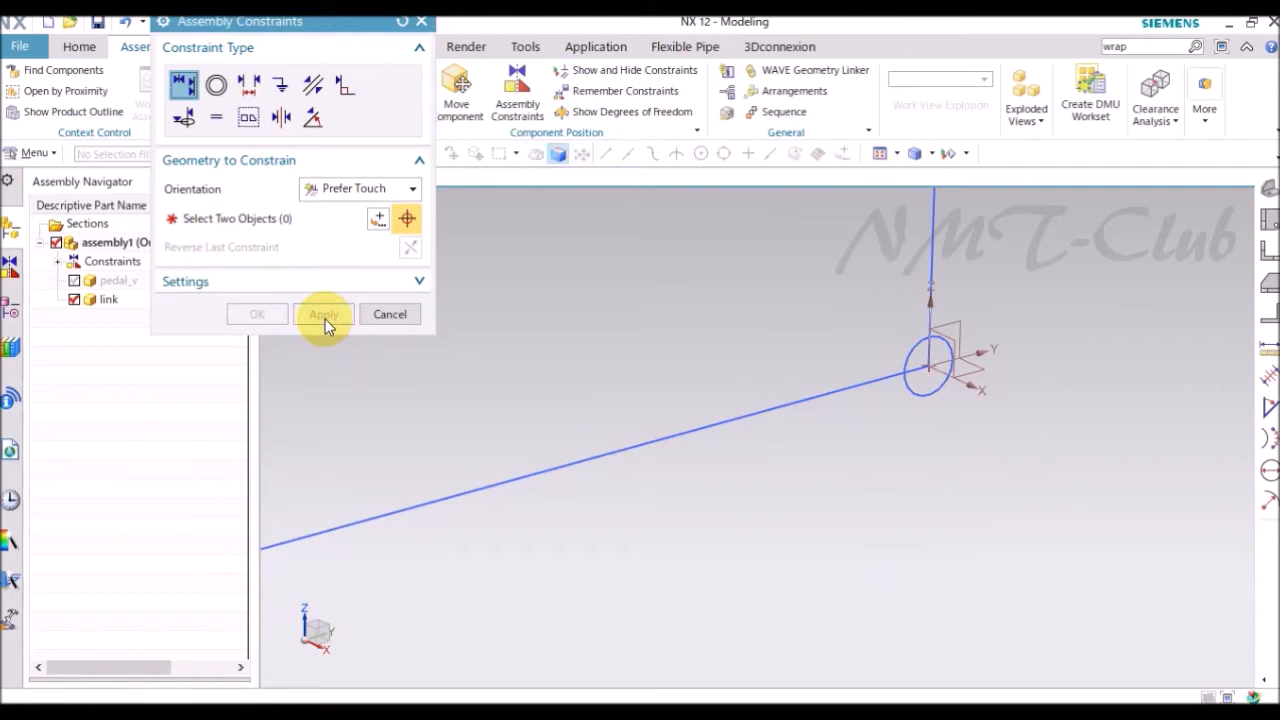 NX
NX 12 - Modeling
SIEMENS
Assembly Constraints
File
Home
Assem
Render
Tools
Application
Flexible Pipe
3Dconnexion
wrap
Find Components
Open by Proximity
Show Product Outline
Context Control
Constraint Type
Move
Component
Assembly
Constraints
Show and Hide Constraints
Remember Constraints
Show Degrees of Freedom
Component Position
WAVE Geometry Linker
Arrangements
Sequence
General
Work View Explosion
Exploded
Views
Create DMU
Workset
Clearance
Analysis
More
Menu
No Selection Fil
Geometry to Constrain
Orientation
Prefer Touch
Select Two Objects (0)
Reverse Last Constraint
Settings
OK
Apply
Cancel
Assembly Navigator
Descriptive Part Name
Sections
assembly1 (Or
Constraints
pedal_v
link
NMT-Club
Z
Y
X
Z
Y
X